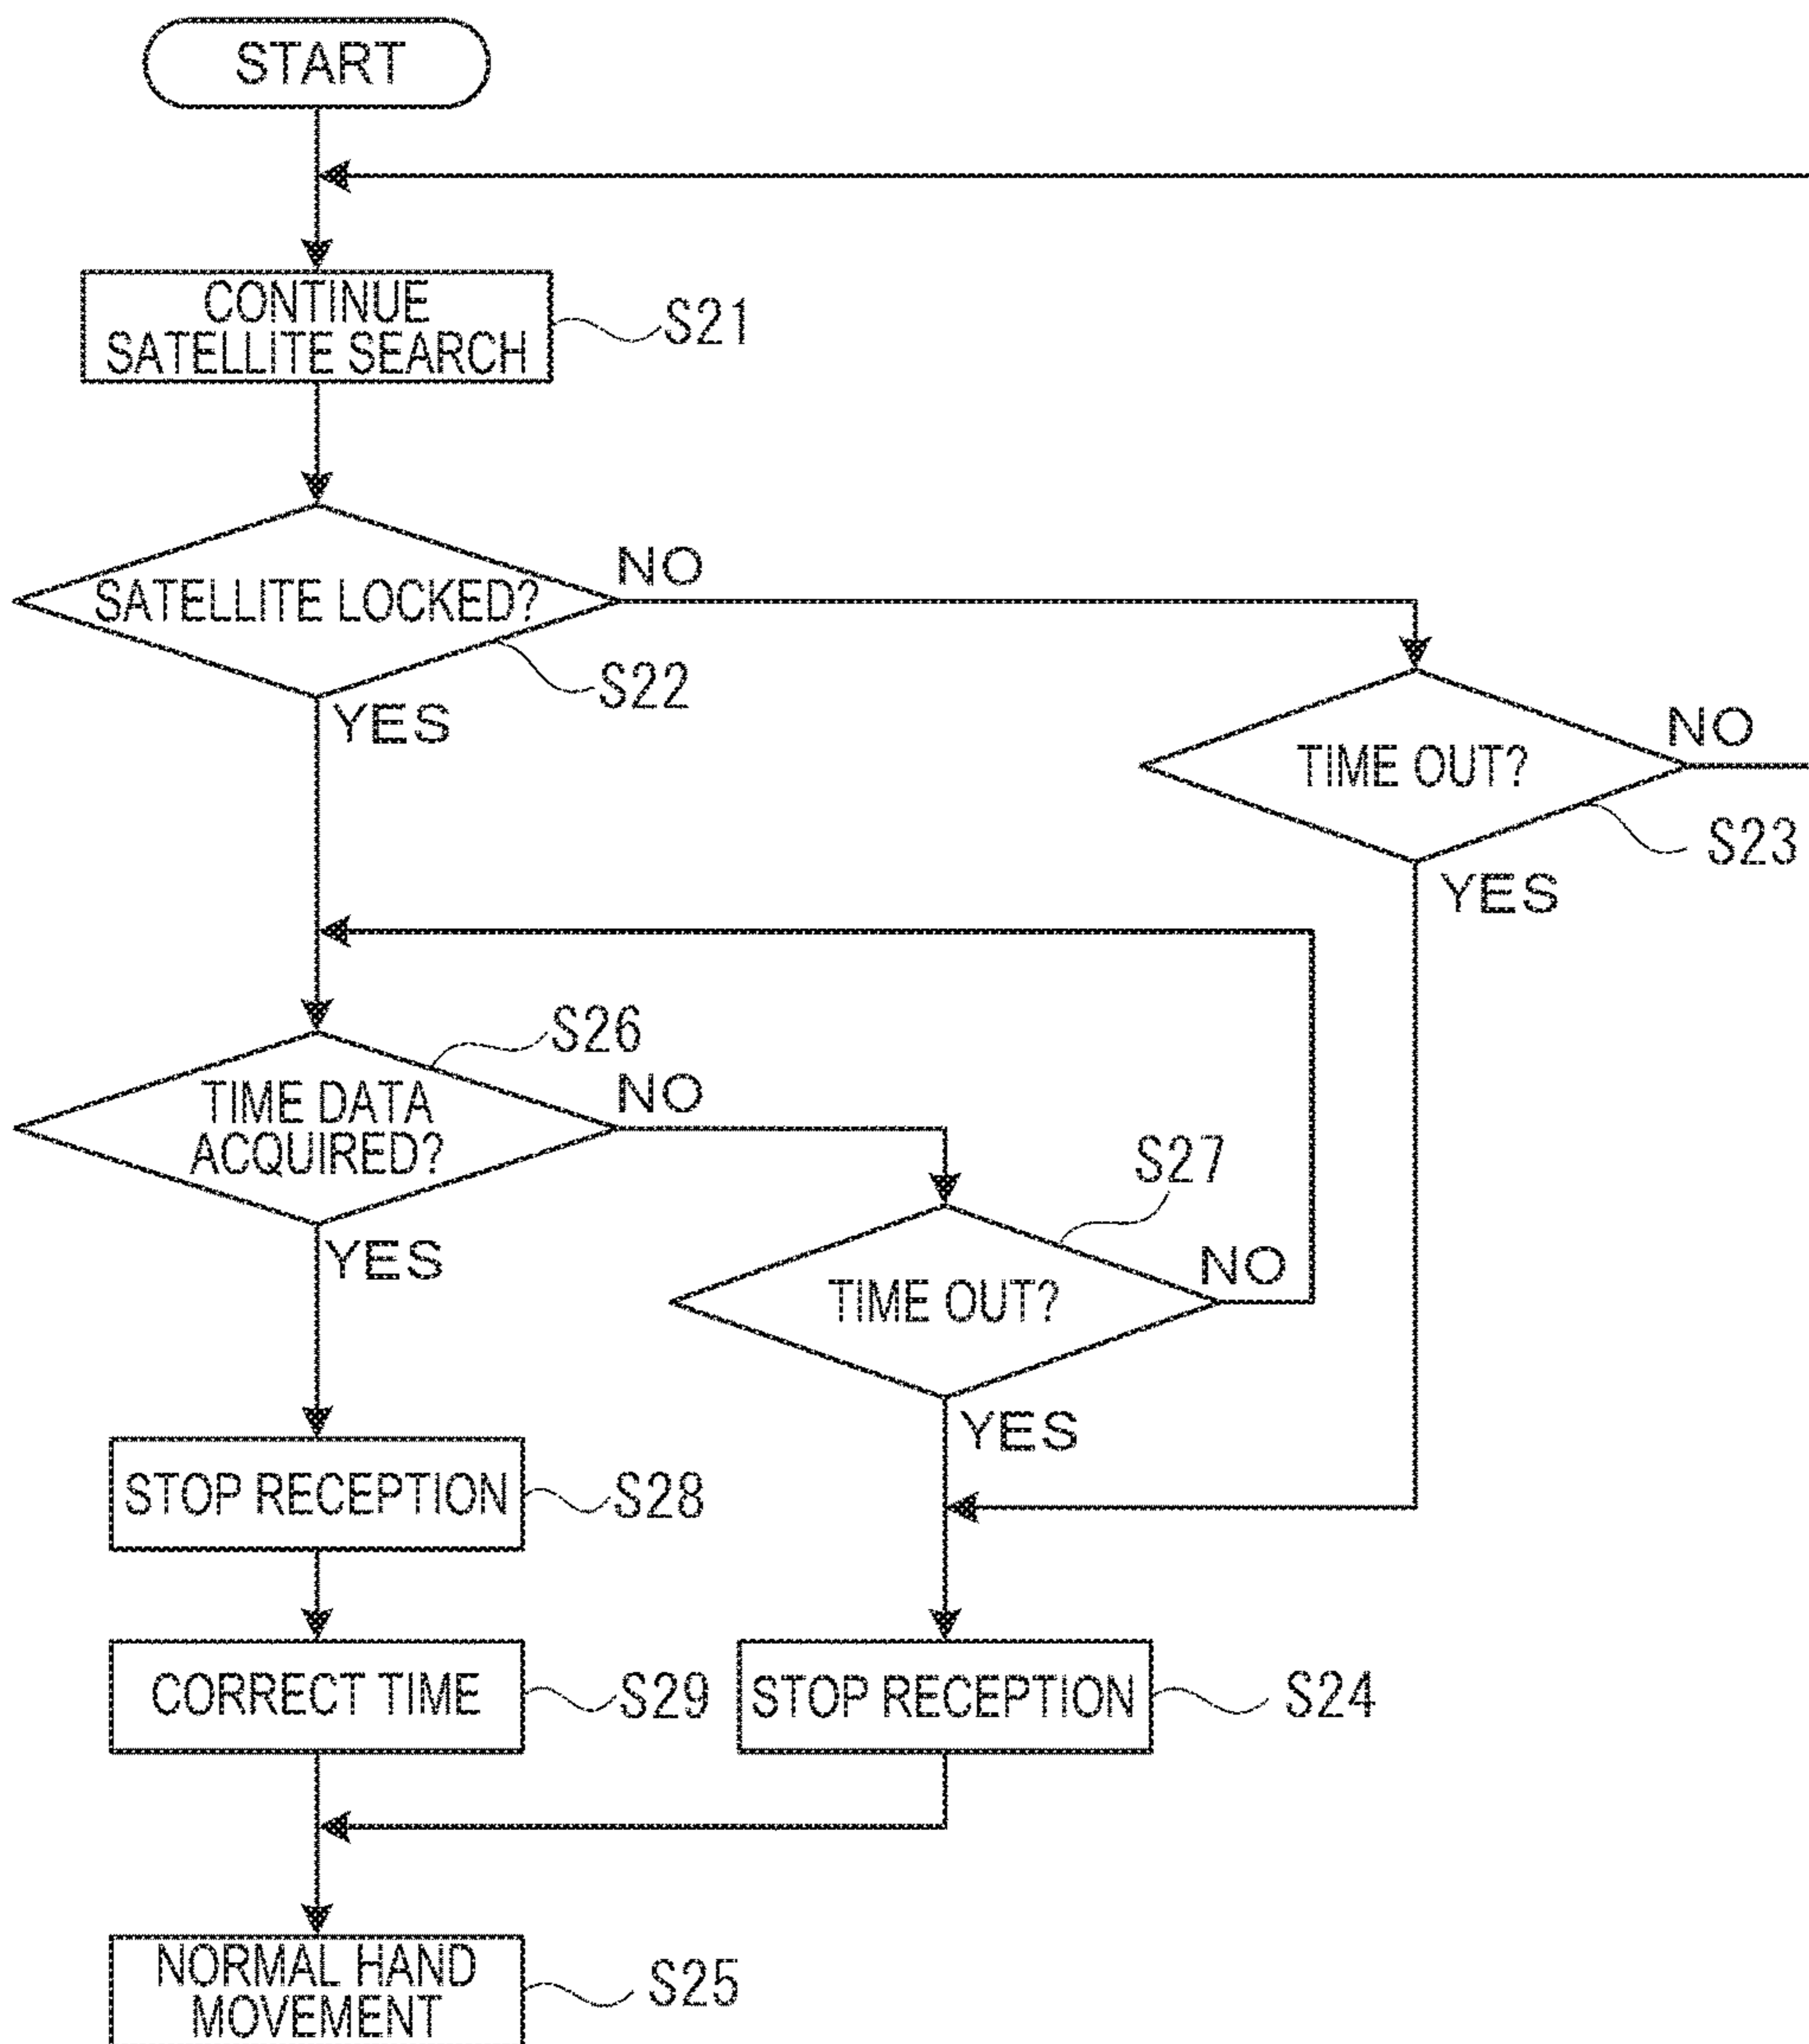 START
CONTINUE
SATELLITE SEARCH
S21
SATELLITE LOCKED?
NO
S22
YES
TIME OUT?
NO
S23
YES
S26
TIME DATA
ACQUIRED?
NO
YES
S27
TIME OUT?
NO
YES
STOP RECEPTION
S28
CORRECT TIME
S29
STOP RECEPTION
S24
NORMAL HAND
MOVEMENT
S25